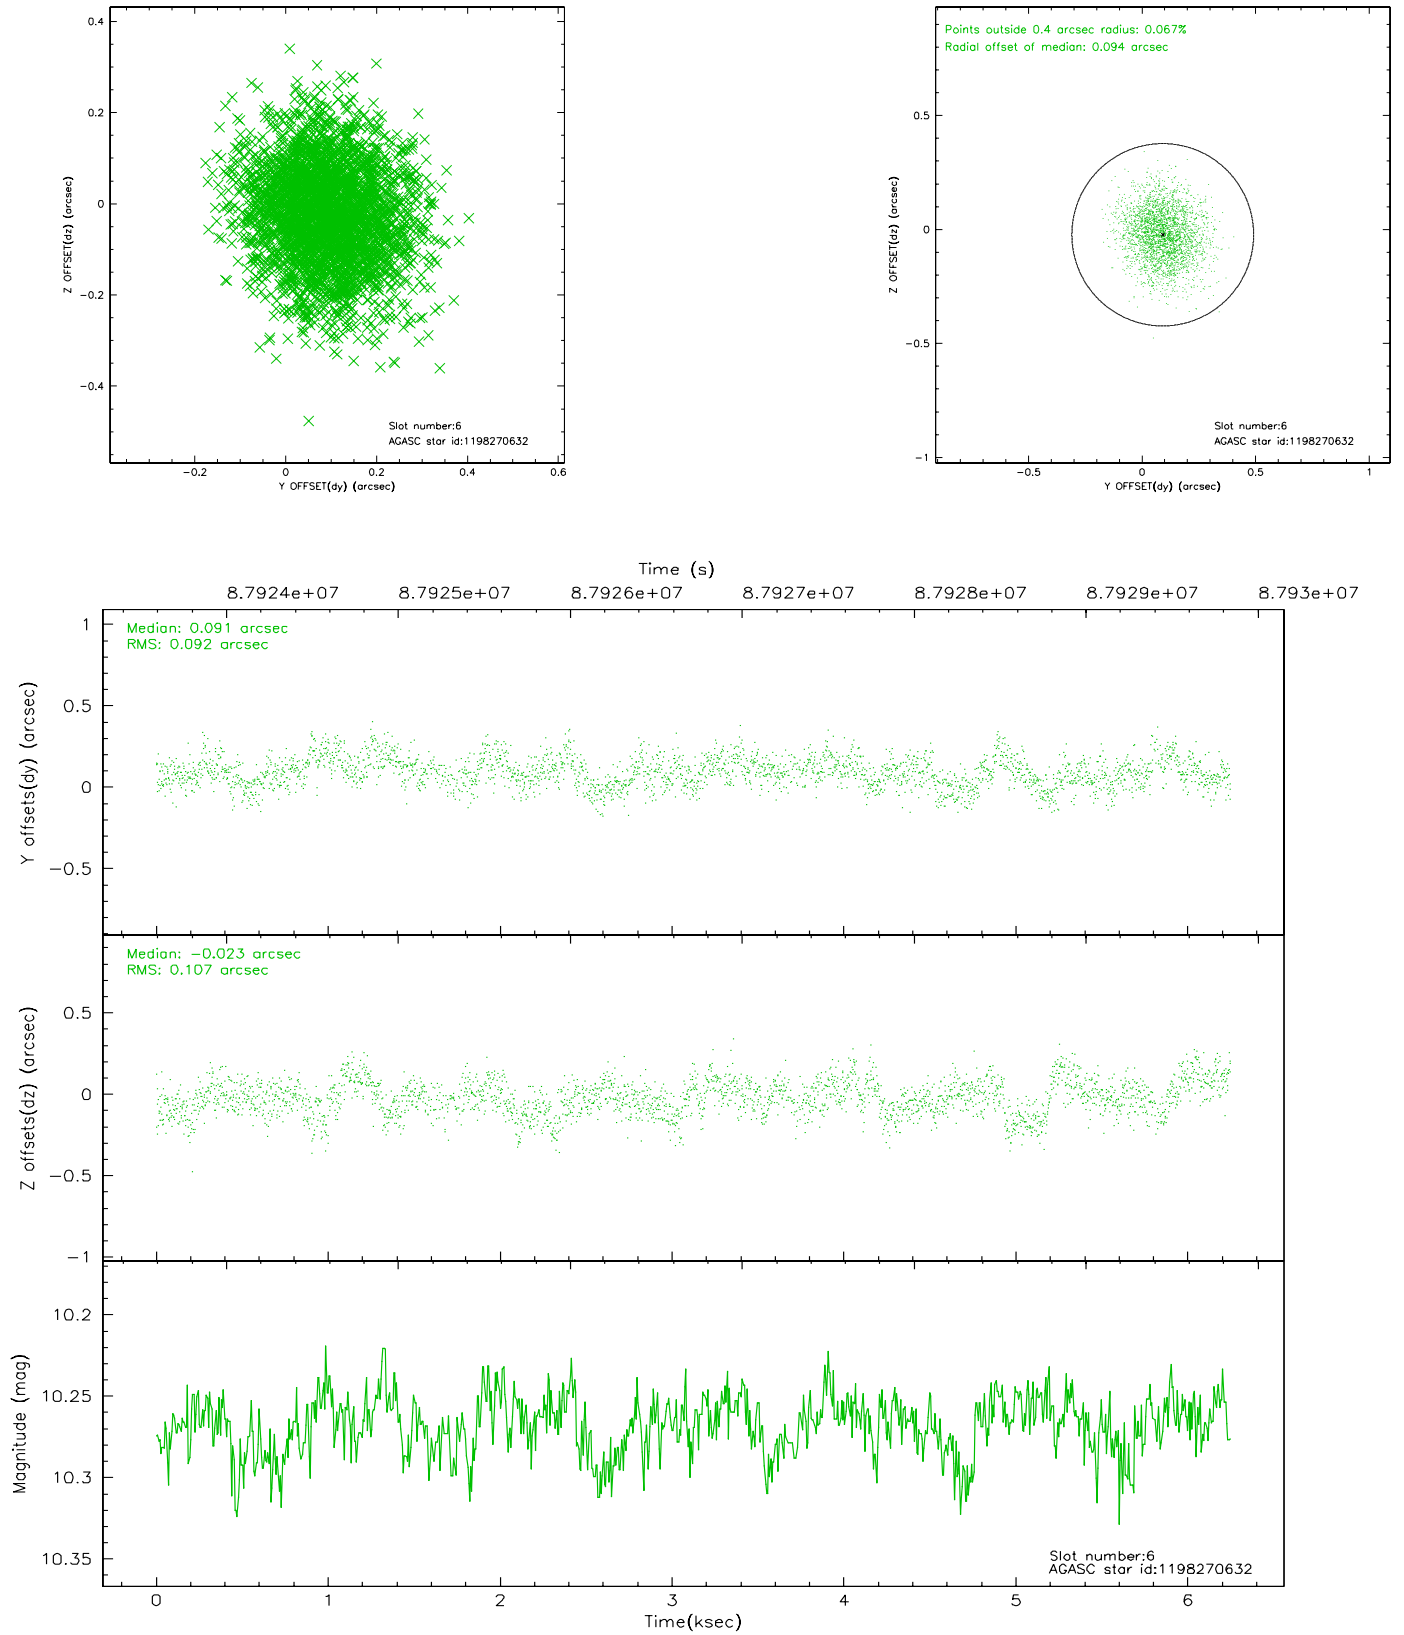 0.4
0.2
0
−0.2
−0.4
Z OFFSET(dz) (arcsec)
−0.2 0 0.2 0.4 0.6
Y OFFSET(dy) (arcsec)
Slot number:6
AGASC star id:1198270632
Points outside 0.4 arcsec radius: 0.067%
Radial offset of median: 0.094 arcsec
0.5
0
−0.5
−1
Z OFFSET(dz) (arcsec)
−0.5 0 0.5 1
Y OFFSET(dy) (arcsec)
Slot number:6
AGASC star id:1198270632
Time (s)
8.7924e+07 8.7925e+07 8.7926e+07 8.7927e+07 8.7928e+07 8.7929e+07 8.793e+07
Median: 0.091 arcsec
RMS: 0.092 arcsec
1
0.5
0
−0.5
Y offsets(dy) (arcsec)
Median: −0.023 arcsec
RMS: 0.107 arcsec
0.5
0
−0.5
−1
Z offsets(dz) (arcsec)
10.2
10.25
10.3
10.35
Magnitude (mag)
Slot number:6
AGASC star id:1198270632
0 1 2 3 4 5 6
Time(ksec)